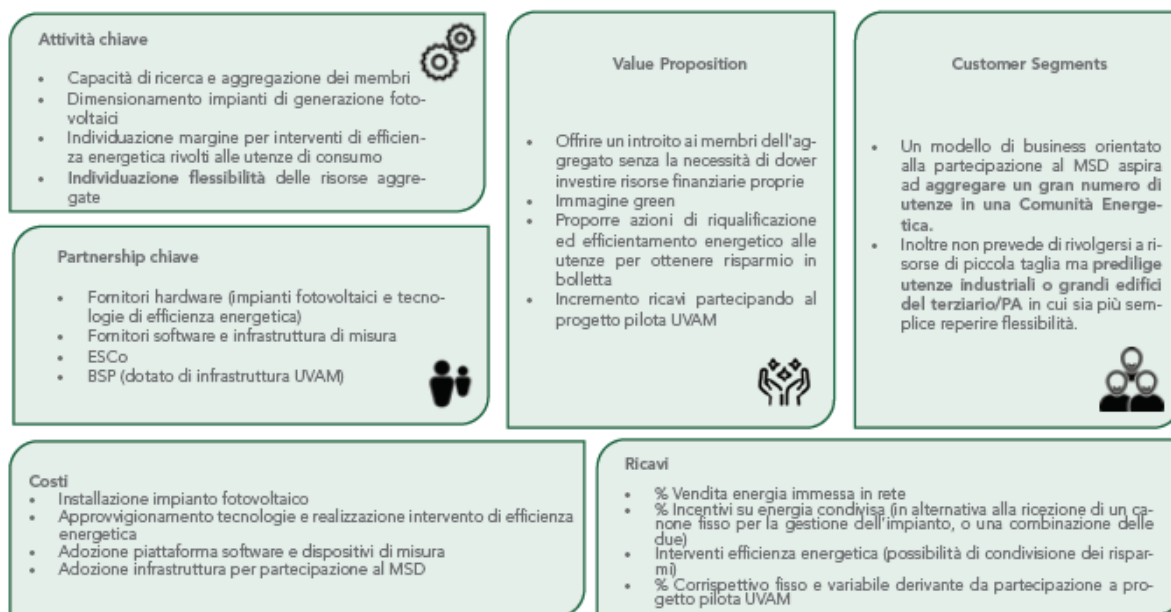 Attività chiave
• Capacità di ricerca e aggregazione dei membri
• Dimensionamento impianti di generazione foto-
voltaici
• Individuazione margine per interventi di efficien-
za energetica rivolti alle utenze di consumo
• Individuazione flessibilità delle risorse aggre-
gate
Partnership chiave
• Fornitori hardware (impianti fotovoltaici e tecno-
logie di efficienza energetica)
• Fornitori software e infrastruttura di misura
• ESCo
• BSP (dotato di infrastruttura UVAM)
Value Proposition
• Offrire un introito ai membri dell'ag-
gregato senza la necessità di dover
investire risorse finanziarie proprie
• Immagine green
• Proporre azioni di riqualificazione
ed efficientamento energetico alle
utenze per ottenere risparmio in
bolletta
• Incremento ricavi partecipando al
progetto pilota UVAM
Customer Segments
• Un modello di business orientato
alla partecipazione al MSD aspira
ad aggregare un gran numero di
utenze in una Comunità Energe-
tica.
• Inoltre non prevede di rivolgersi a ri-
sorse di piccola taglia ma predilige
utenze industriali o grandi edifici
del terziario/PA in cui sia più sem-
plice reperire flessibilità.
Costi
• Installazione impianto fotovoltaico
• Approvvigionamento tecnologie e realizzazione intervento di efficienza
energetica
• Adozione piattaforma software e dispositivi di misura
• Adozione infrastruttura per partecipazione al MSD
Ricavi
• % Vendita energia immessa in rete
• % Incentivi su energia condivisa (in alternativa alla ricezione di un ca-
none fisso per la gestione dell'impianto, o una combinazione delle
due)
• Interventi efficienza energetica (possibilità di condivisione dei rispar-
mi)
• % Corrispettivo fisso e variabile derivante da partecipazione a pro-
getto pilota UVAM